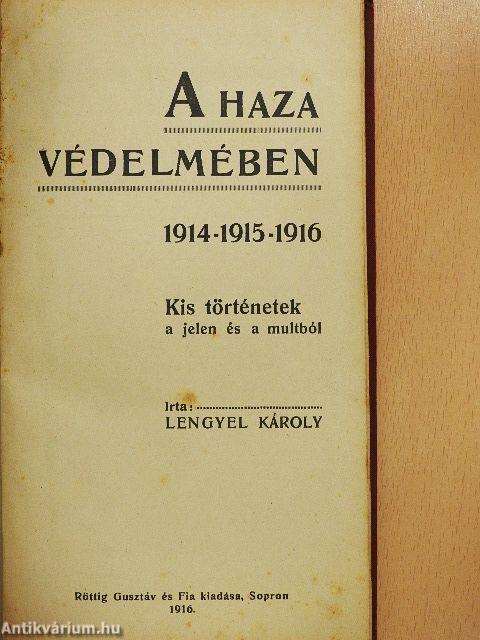 A HAZA
VÉDELMÉBEN
1914-1915-1916
Kis történetek
a jelen és a multból
Irta:
LENGYEL KÁROLY
Röttig Gusztáv és Fia kiadása, Sopron
1916.
Antikvárium.hu